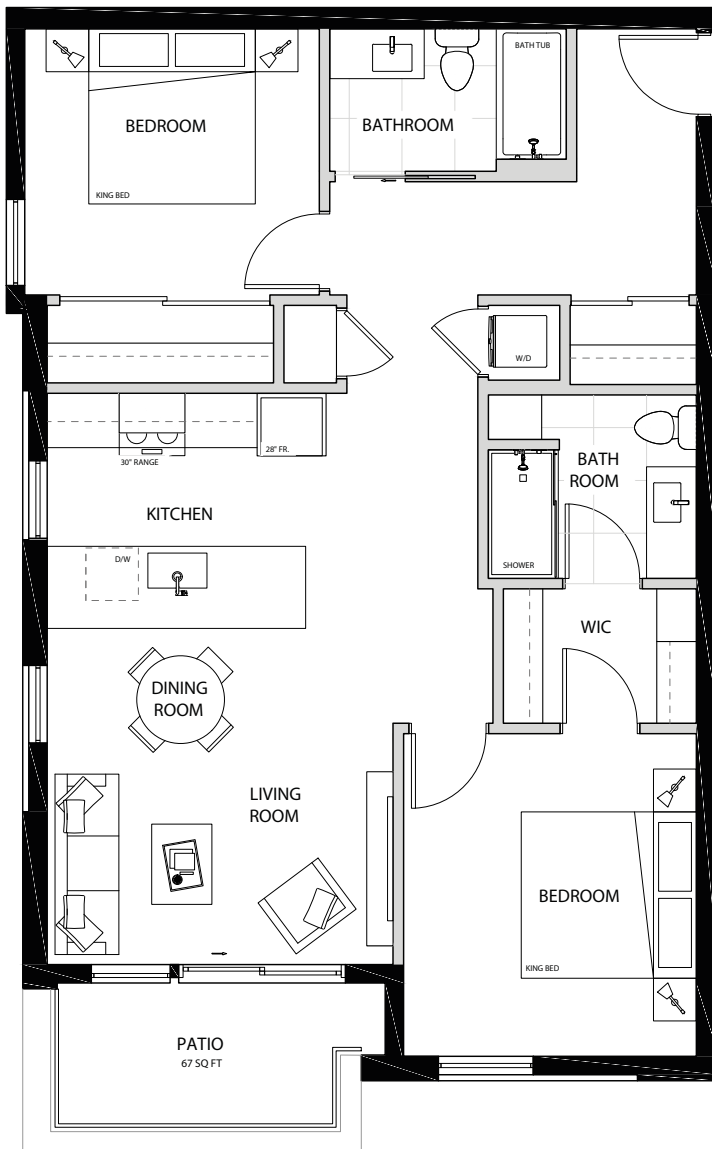 BATH TUB
BEDROOM
BATHROOM
KING BED
W/D
30" RANGE
28" FR.
BATH
ROOM
KITCHEN
D/W
SHOWER
WIC
DINING
ROOM
LIVING
ROOM
BEDROOM
KING BED
PATIO
67 SQ FT